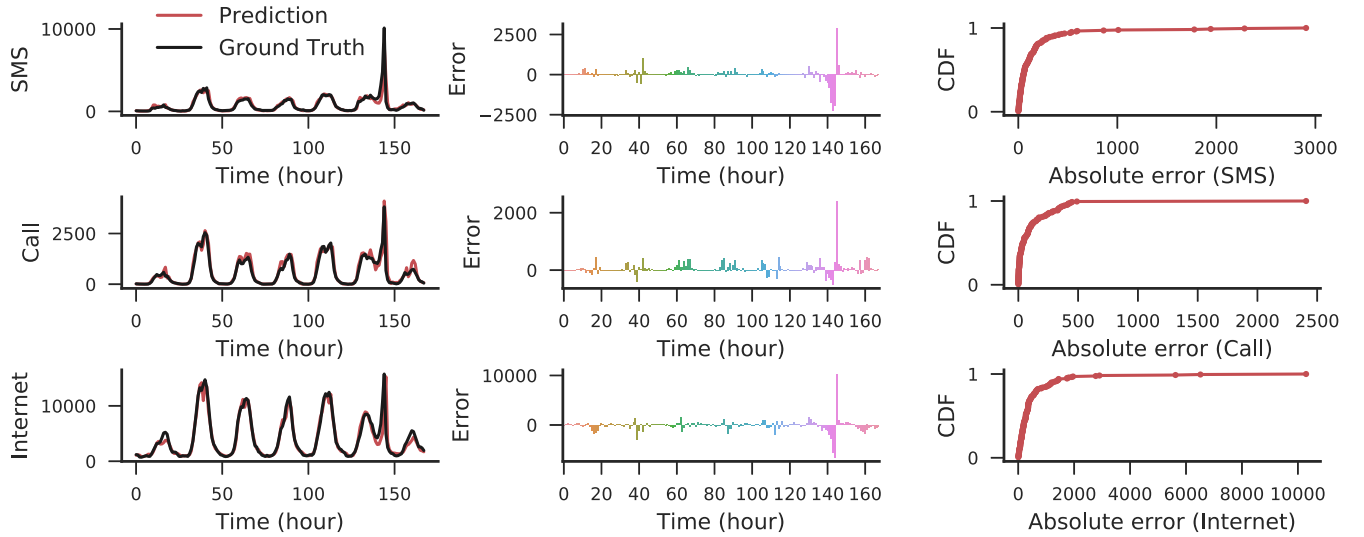 Prediction
Ground Truth
10000
0
SMS
0 50 100 150
Time (hour)
2500
0
−2500
Error
0 20 40 60 80 100 120 140 160
Time (hour)
1
0
CDF
0 1000 2000 3000
Absolute error (SMS)
2500
0
Call
0 50 100 150
Time (hour)
2000
0
Error
0 20 40 60 80 100 120 140 160
Time (hour)
1
0
CDF
0 500 1000 1500 2000 2500
Absolute error (Call)
10000
0
Internet
0 50 100 150
Time (hour)
10000
0
Error
0 20 40 60 80 100 120 140 160
Time (hour)
1
0
CDF
0 2000 4000 6000 8000 10000
Absolute error (Internet)